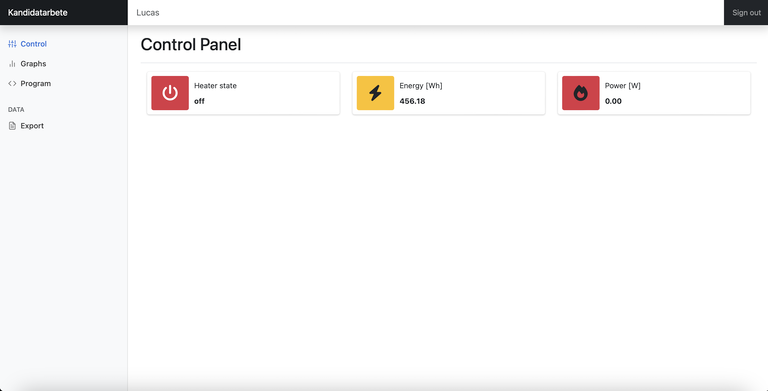 Kandidatarbete
Lucas
Sign out
Control
Graphs
Program
DATA
Export
Control Panel
Heater state
off
Energy [Wh]
456.18
Power [W]
0.00